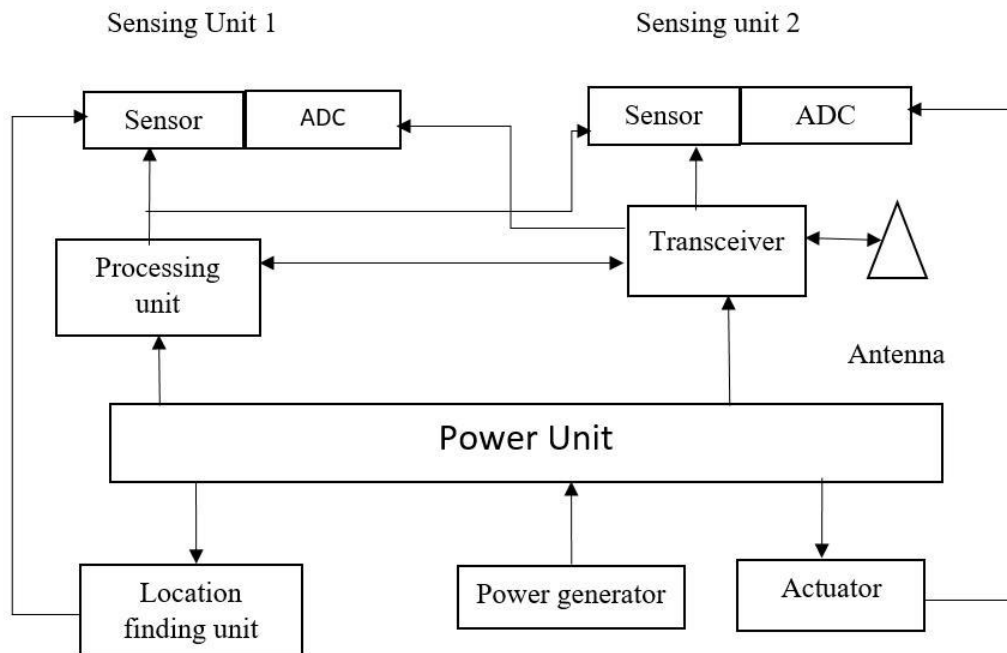 Sensing Unit 1
Sensing unit 2
Sensor
ADC
Sensor
ADC
Processing
unit
Transceiver
Antenna
Power Unit
Location
finding unit
Power generator
Actuator